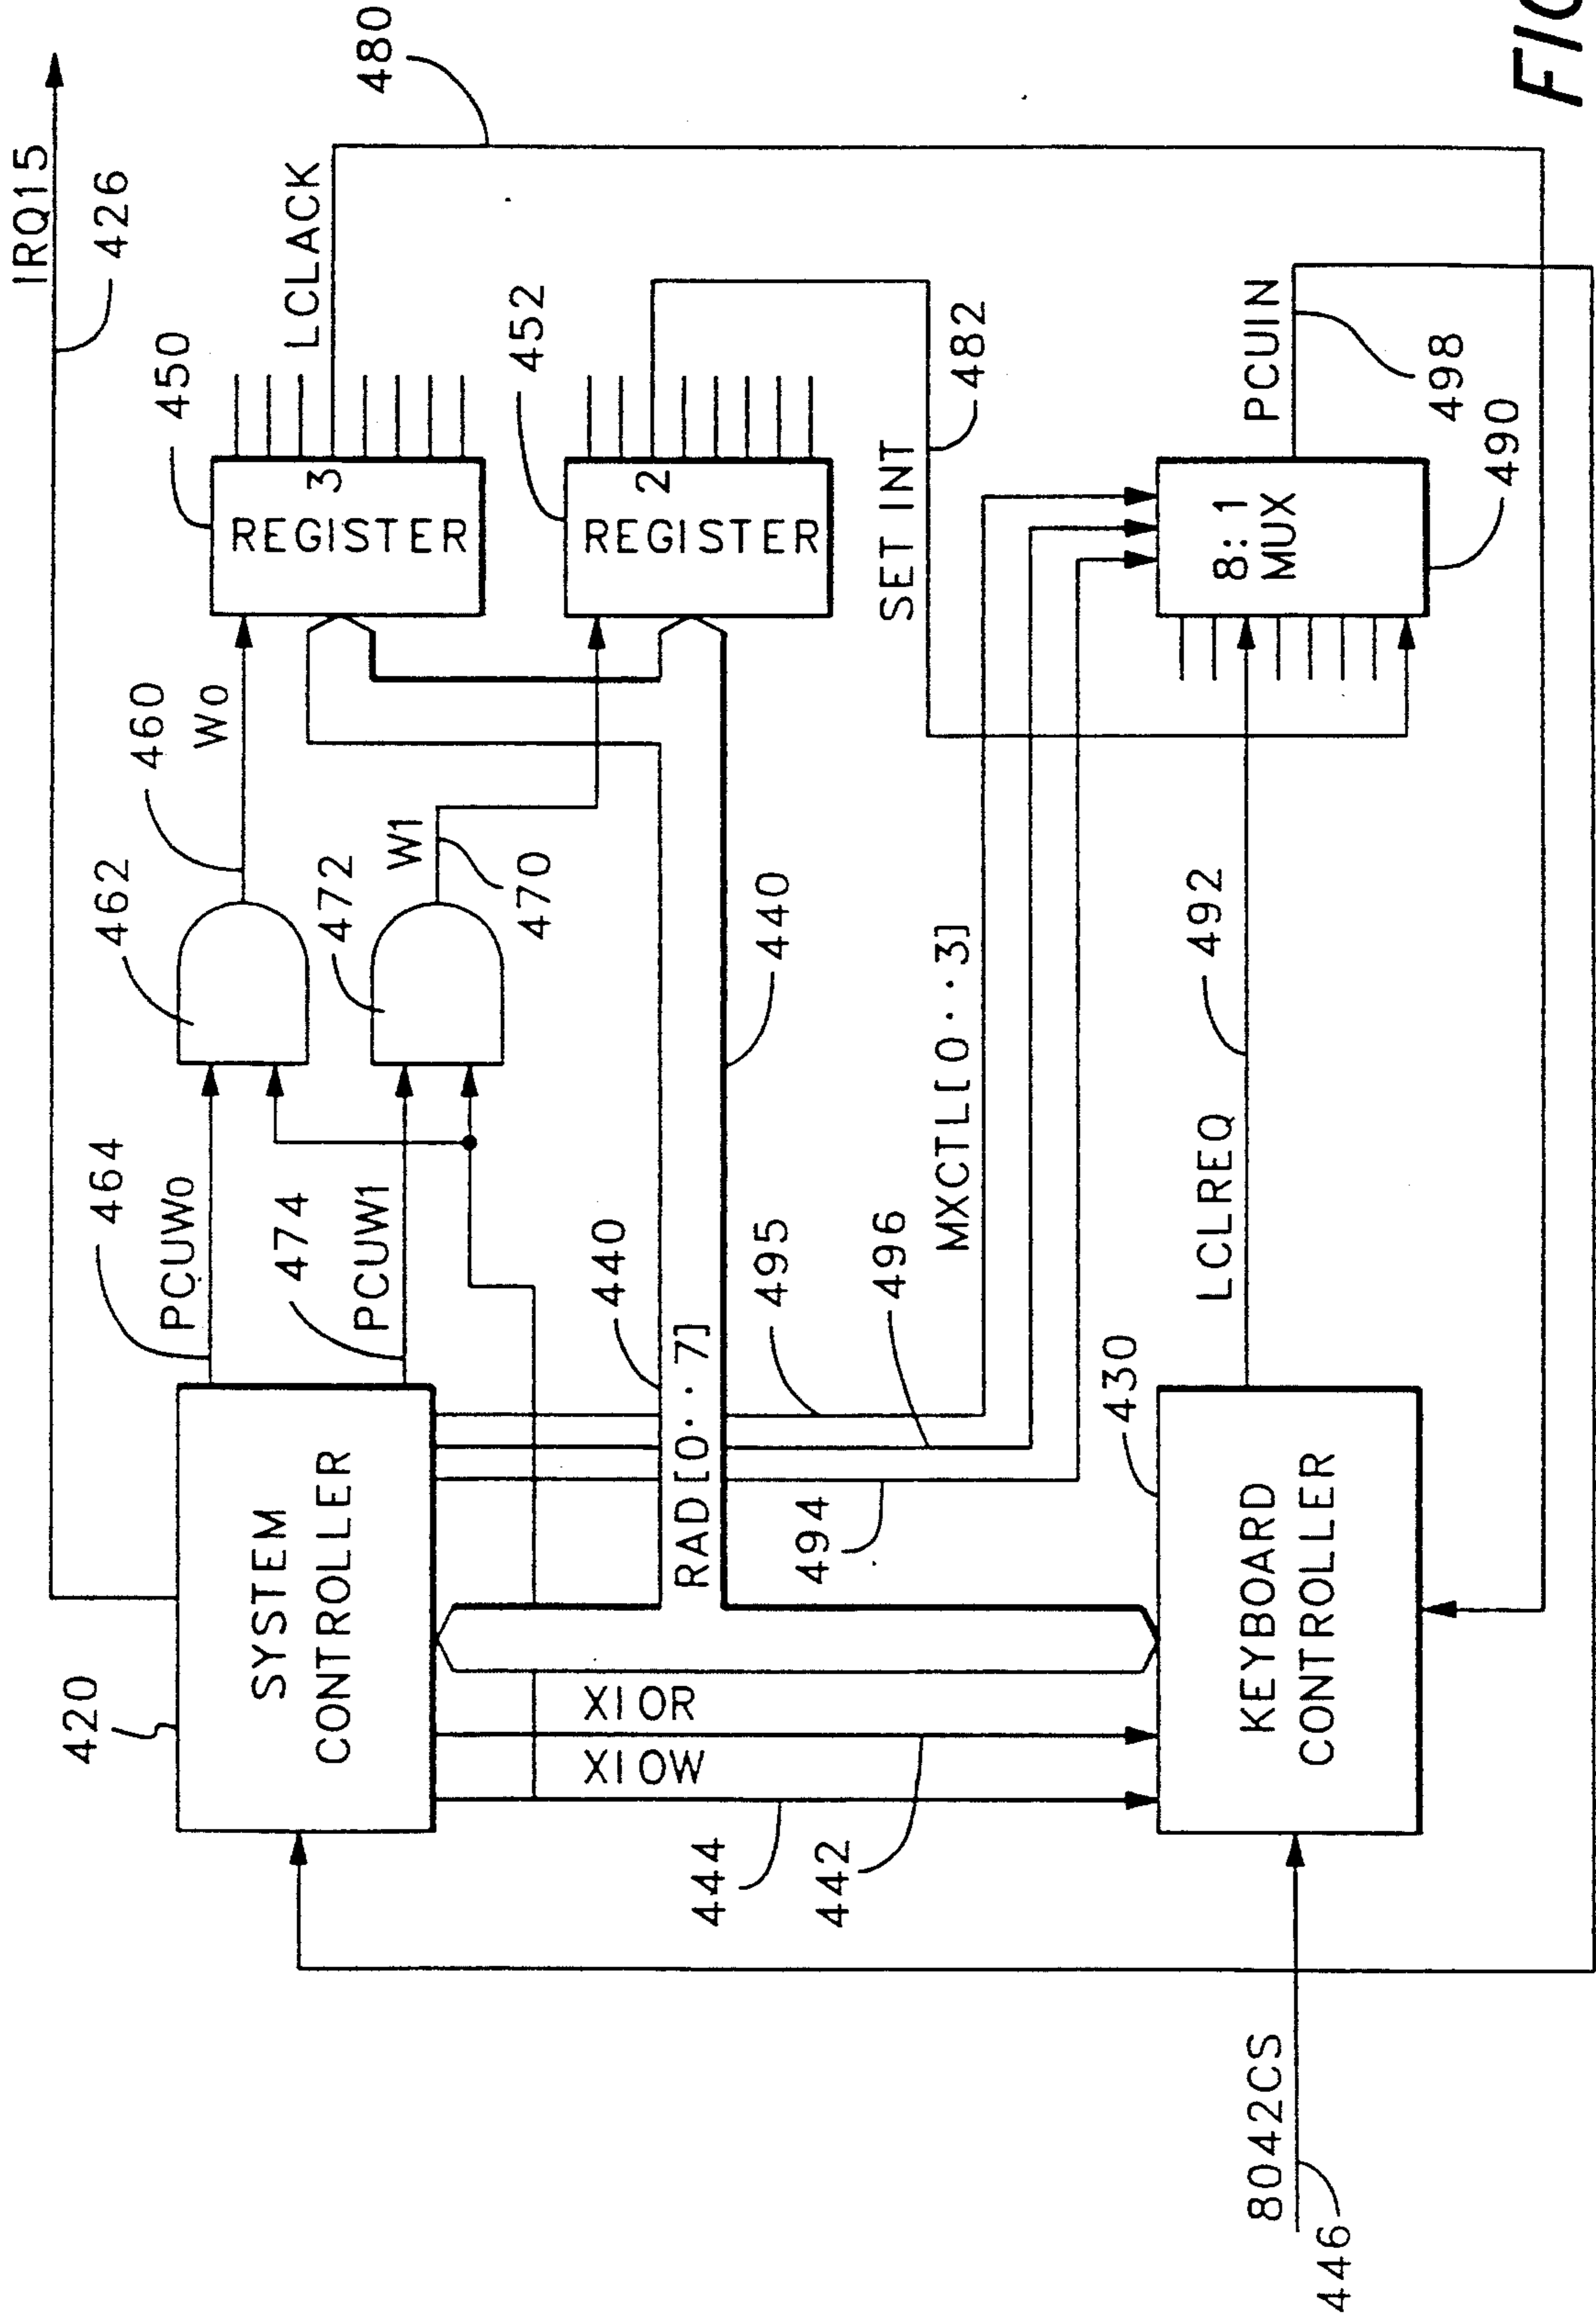 IRQ15
426
480
450
LCLACK
3
REGISTER
460
W0
462
464
PCUW0
420
SYSTEM
CONTROLLER
452
2
REGISTER
W1
470
472
474
PCUW1
440
RAD[0··7]
440
482
SET INT
MXCTL[0··3]
495
496
494
XIOR
XIOW
444
442
PCUIN
498
490
8:1
MUX
492
LCLREQ
430
KEYBOARD
CONTROLLER
8042CS
446